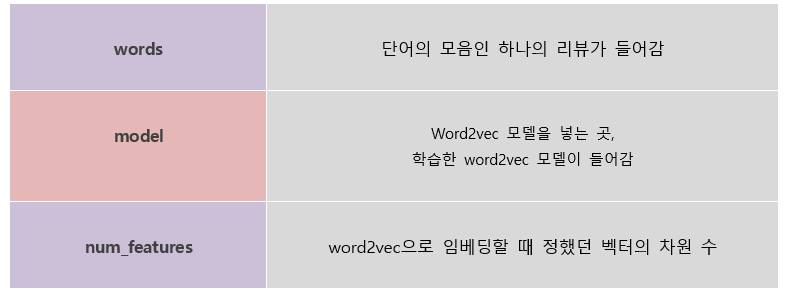 words
단어의 모음인 하나의 리뷰가 들어감
model
Word2vec 모델을 넣는 곳,
학습한 word2vec 모델이 들어감
num_features
word2vec으로 임베딩할 때 정했던 벡터의 차원 수